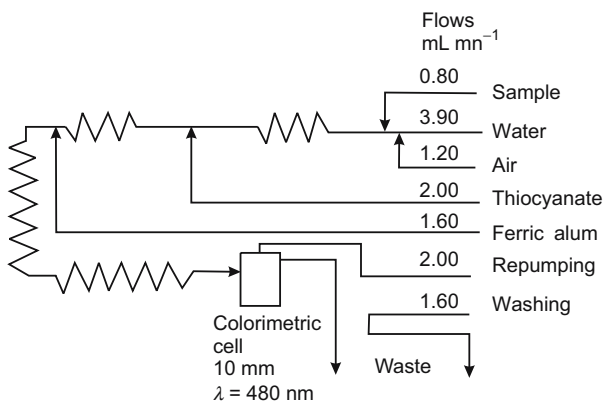 Flows
mL mn⁻¹
0.80 Sample
3.90 Water
1.20 Air
2.00 Thiocyanate
1.60 Ferric alum
2.00 Repumping
1.60 Washing
Colorimetric
cell
10 mm
λ = 480 nm
Waste